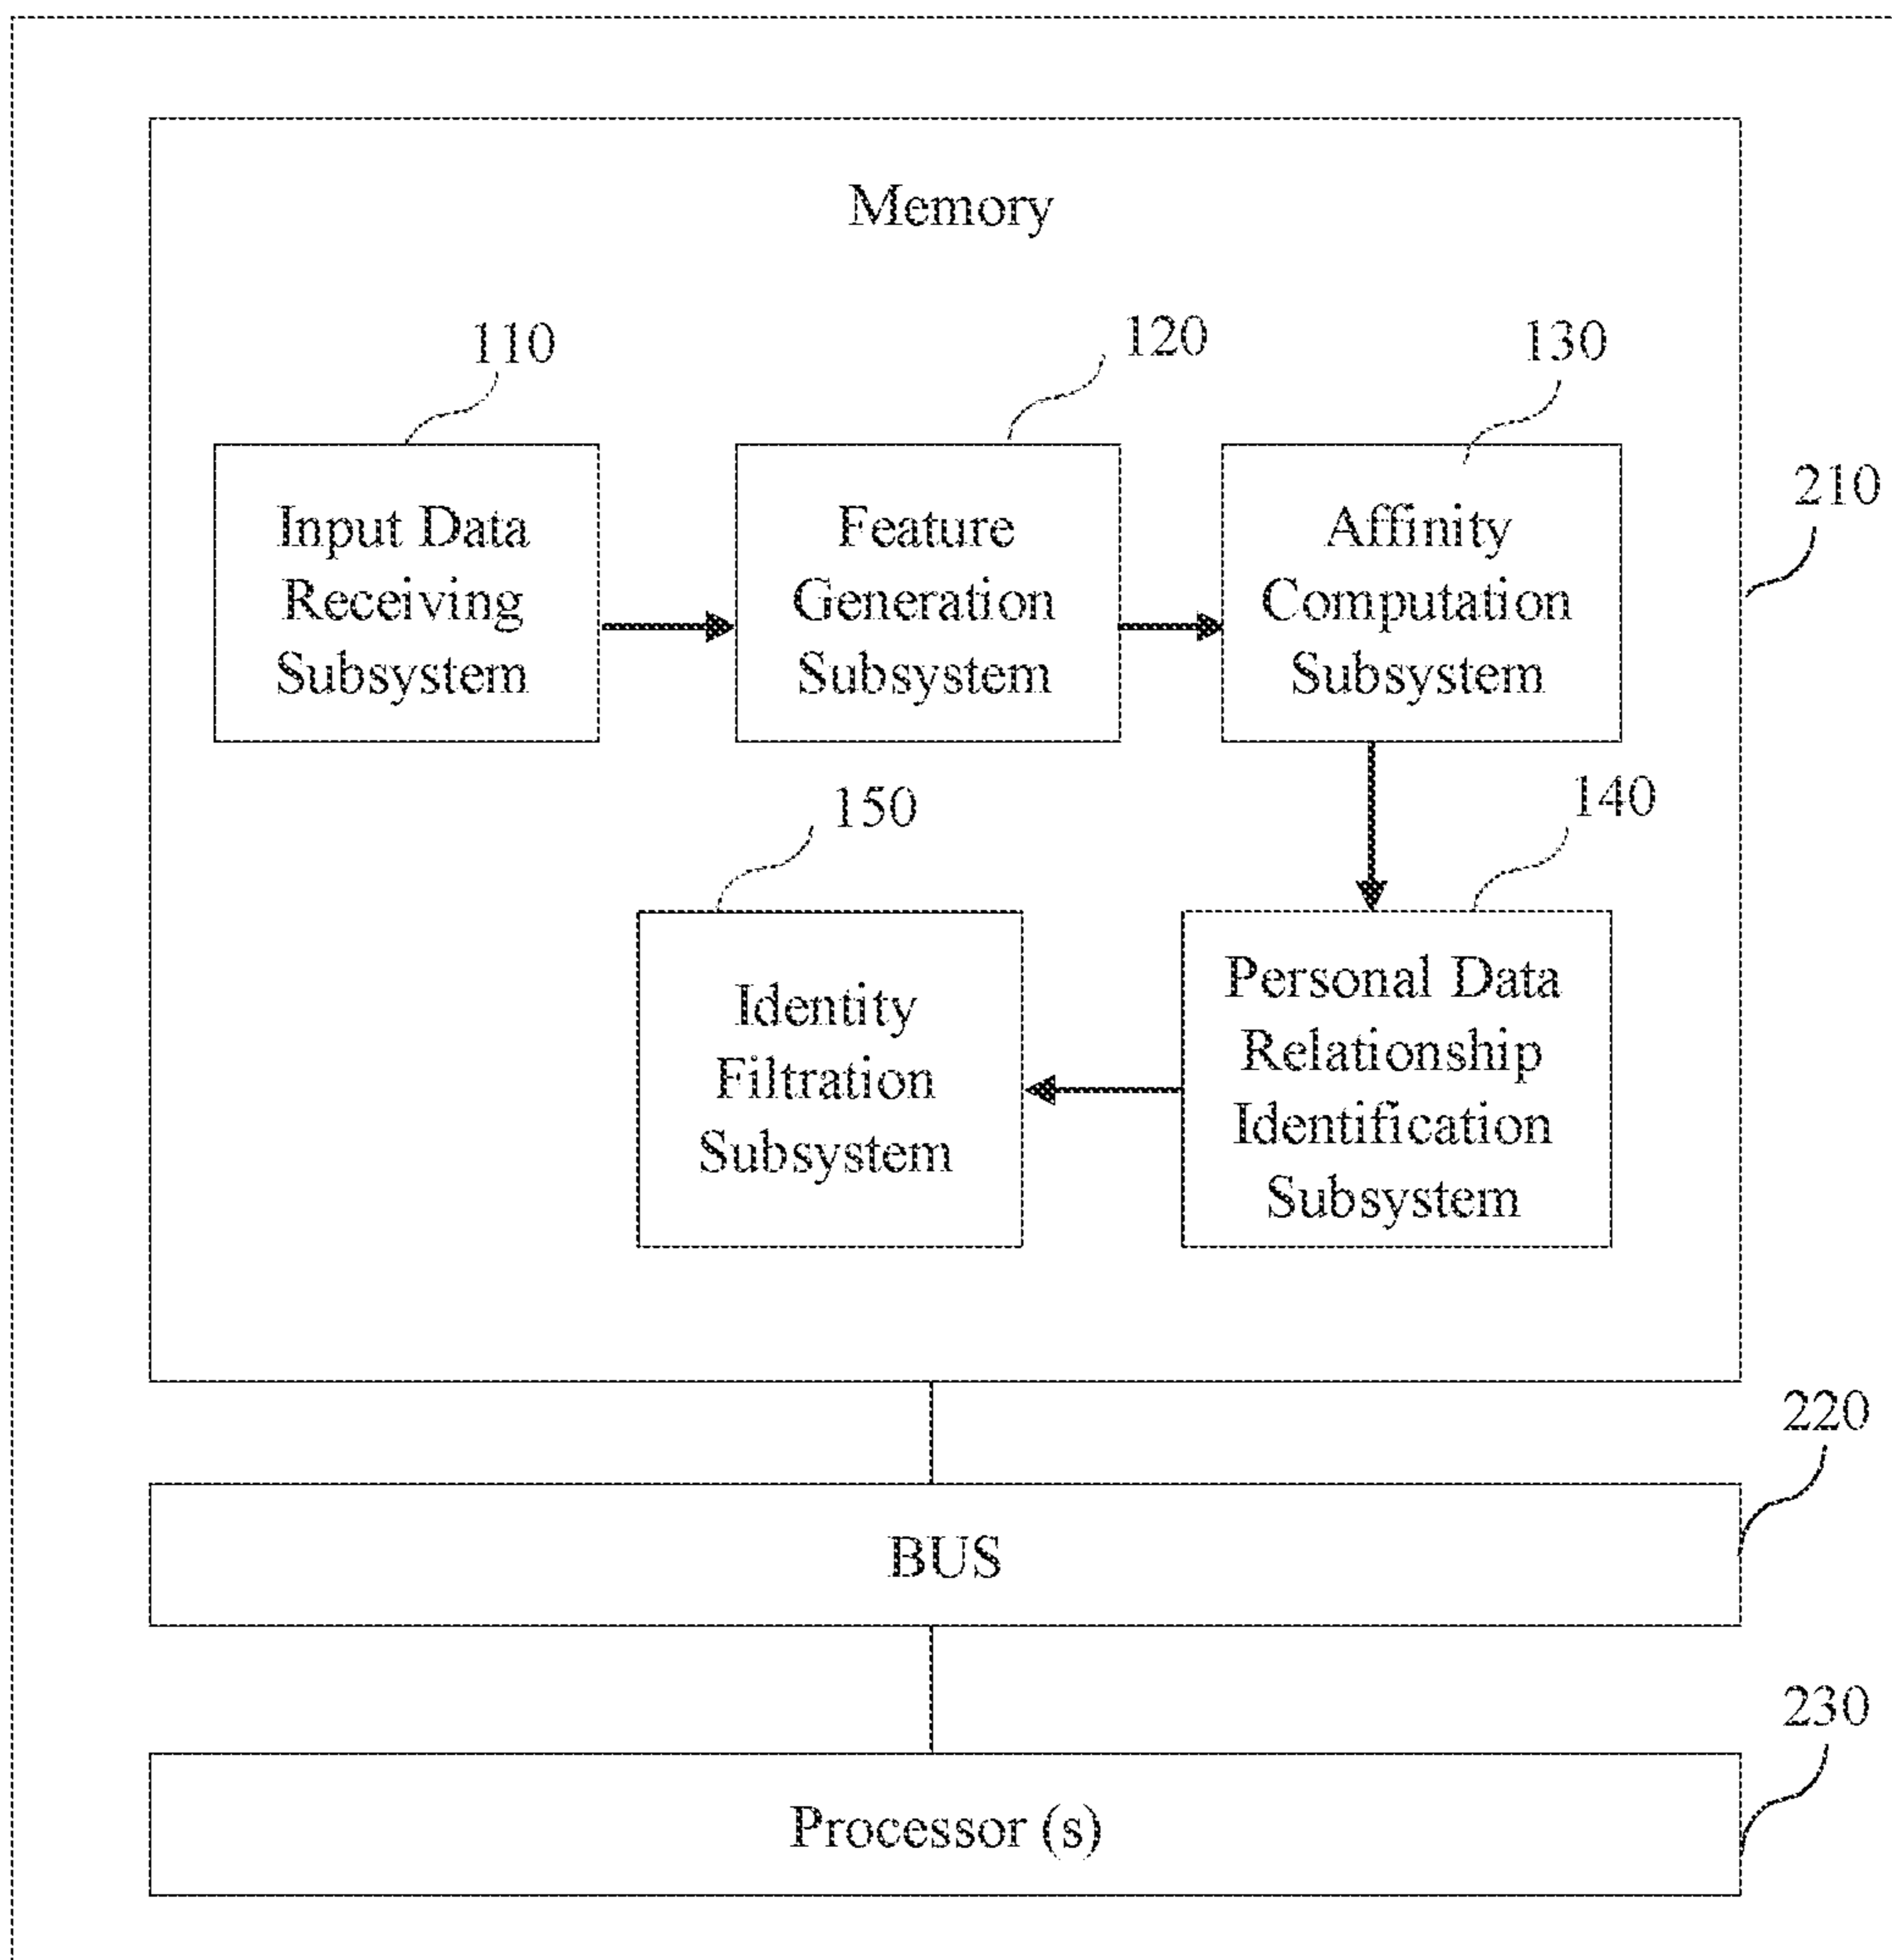 Memory
110
120
130
210
Input Data
Receiving
Subsystem
Feature
Generation
Subsystem
Affinity
Computation
Subsystem
150
140
Identity
Filtration
Subsystem
Personal Data
Relationship
Identification
Subsystem
220
BUS
230
Processor (s)